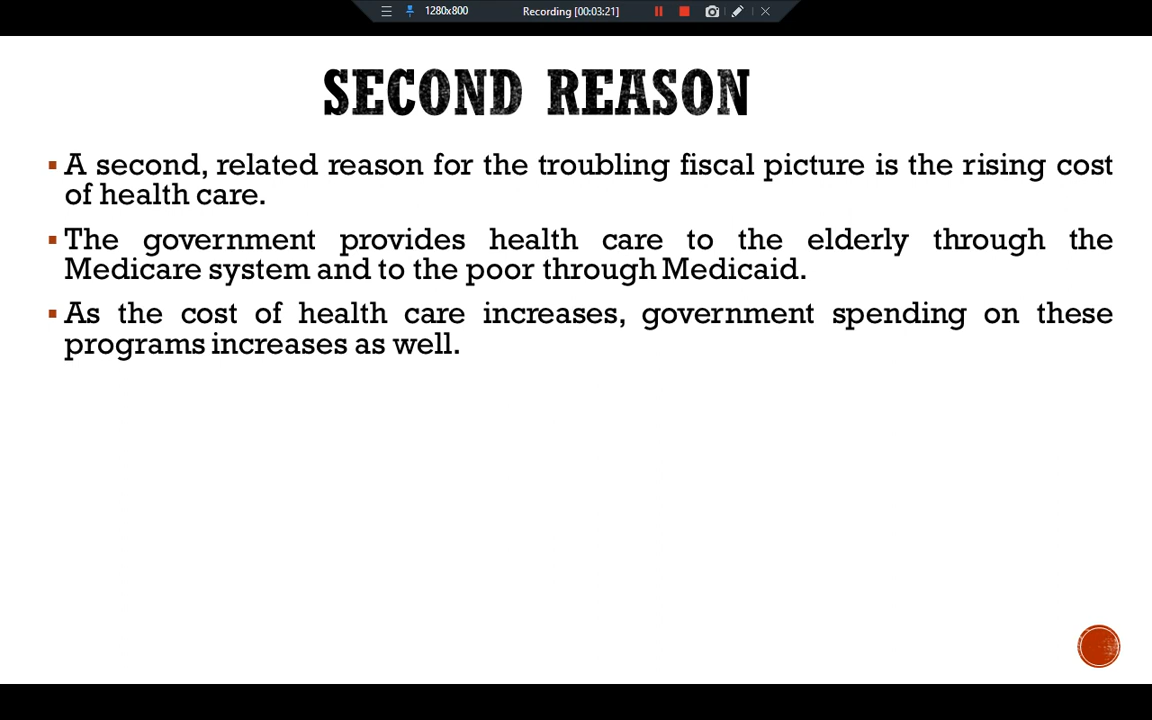 1280x800
Recording [00:03:21]
SECOND REASON
▪ A second, related reason for the troubling fiscal picture is the rising cost
of health care.
▪ The government provides health care to the elderly through the
Medicare system and to the poor through Medicaid.
▪ As the cost of health care increases, government spending on these
programs increases as well.